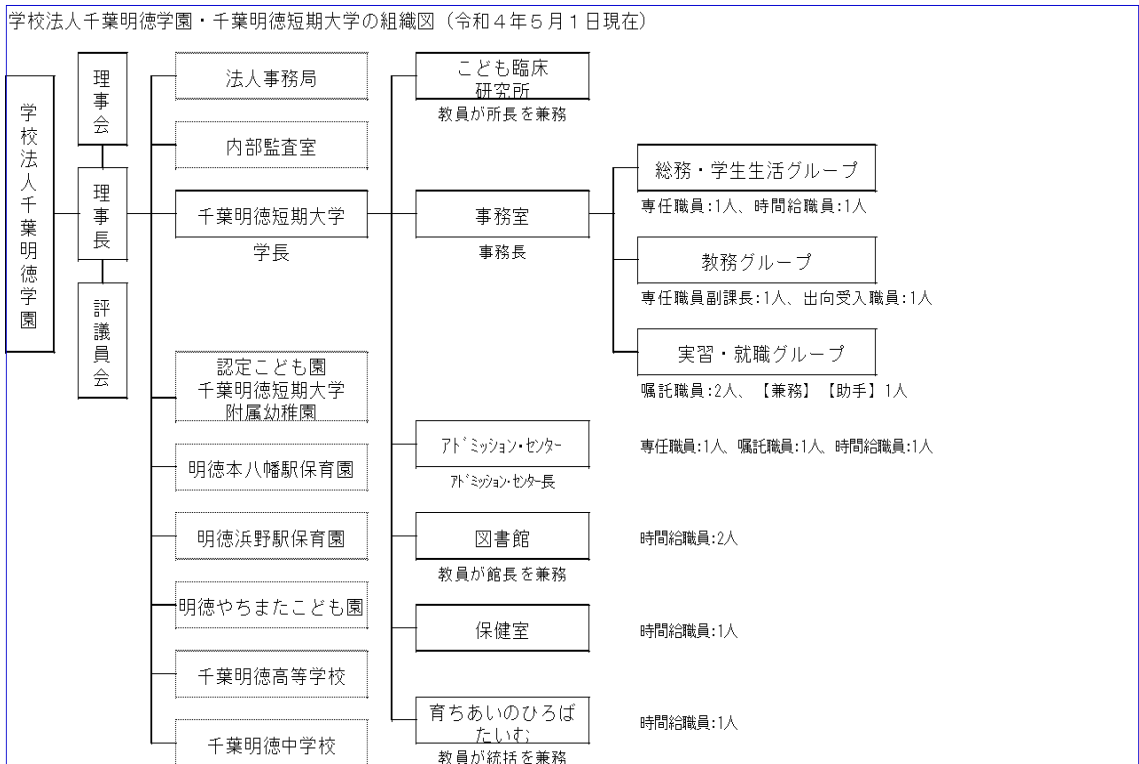 学校法人千葉明徳学園・千葉明徳短期大学の組織図（令和４年５月１日現在）
学校法人千葉明徳学園
理事会
理事長
評議員会
法人事務局
内部監査室
千葉明徳短期大学
学長
認定こども園
千葉明徳短期大学
附属幼稚園
明徳本八幡駅保育園
明徳浜野駅保育園
明徳やちまたこども園
千葉明徳高等学校
千葉明徳中学校
こども臨床
研究所
教員が所長を兼務
事務室
事務長
総務・学生生活グループ
専任職員:1人、時間給職員:1人
教務グループ
専任職員副課長:1人、出向受入職員:1人
実習・就職グループ
嘱託職員:2人、【兼務】【助手】1人
ｱﾄﾞﾐｯｼｮﾝ・ｾﾝﾀｰ
ｱﾄﾞﾐｯｼｮﾝ・ｾﾝﾀｰ長
専任職員:1人、嘱託職員:1人、時間給職員:1人
図書館
教員が館長を兼務
時間給職員:2人
保健室
時間給職員:1人
育ちあいのひろば
たいむ
教員が統括を兼務
時間給職員:1人